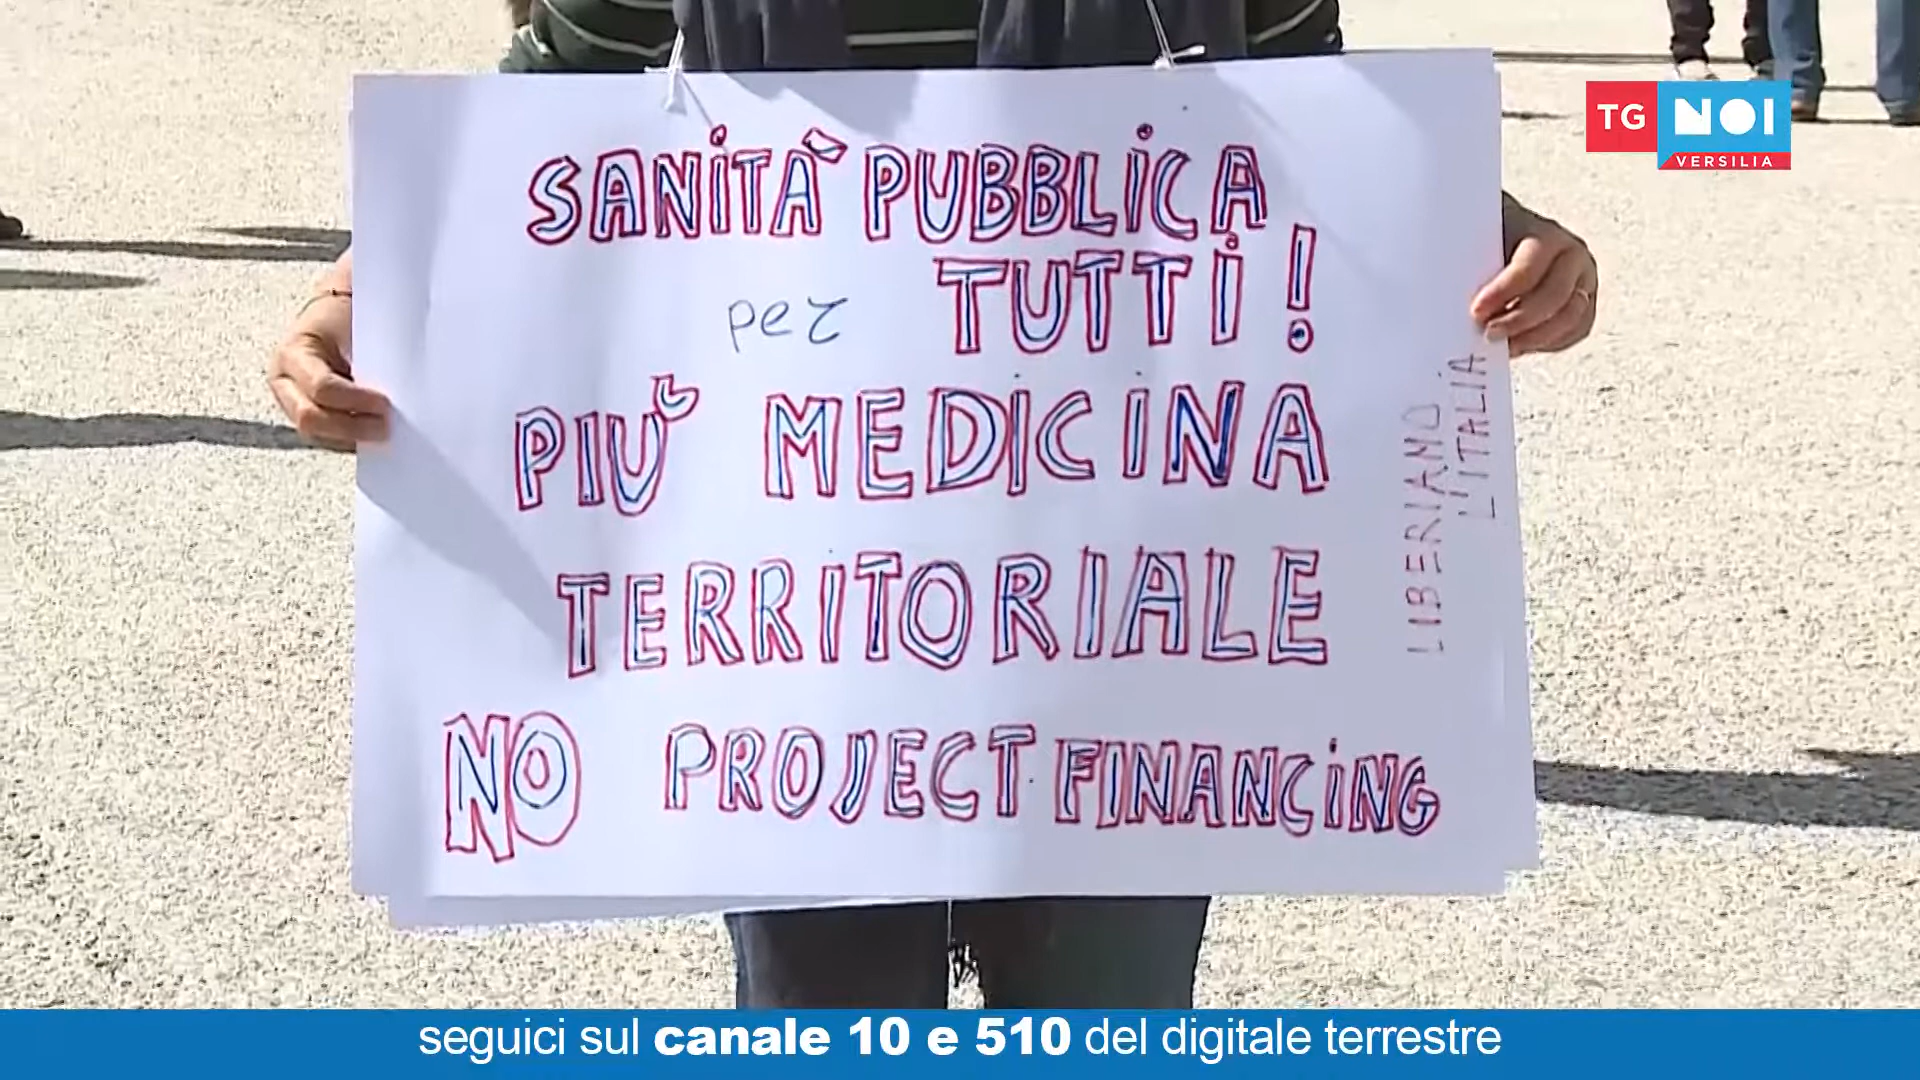 SANITÀ PUBBLICA
per TUTTI!
PIÙ MEDICINA
TERRITORIALE
NO PROJECT FINANCING
LIBERIAMO
L'ITALIA
TG NOI
VERSILIA
seguici sul canale 10 e 510 del digitale terrestre